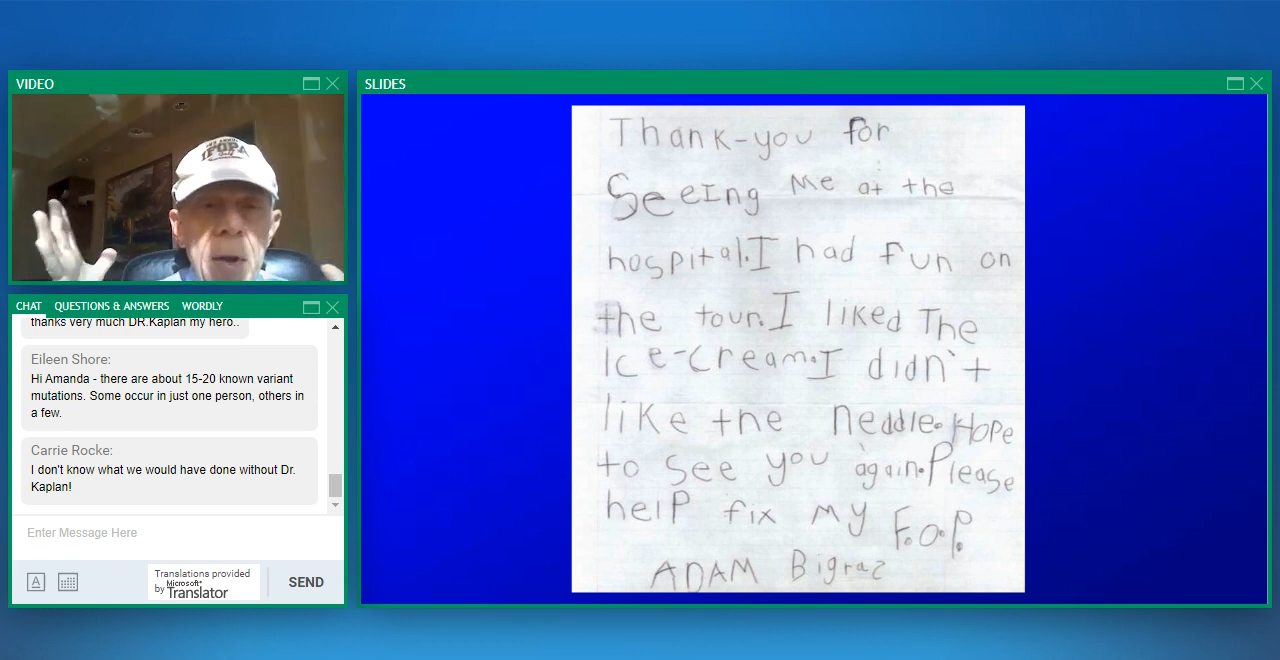 VIDEO
IFOPA
CHAT QUESTIONS & ANSWERS WORDLY
thanks very much DR.Kaplan my hero..
Eileen Shore:
Hi Amanda - there are about 15-20 known variant
mutations. Some occur in just one person, others in
a few.
Carrie Rocke:
I don't know what we would have done without Dr.
Kaplan!
Enter Message Here
A
Translations provided
by Microsoft®
Translator
SEND
SLIDES
Thank-you for
Seeing Me at the
hospital.I had fun on
the tour.I liked The
Ice-cream.I didn't
like the neddle.Hope
to see you again.Please
help fix my F.O.P.
ADAM